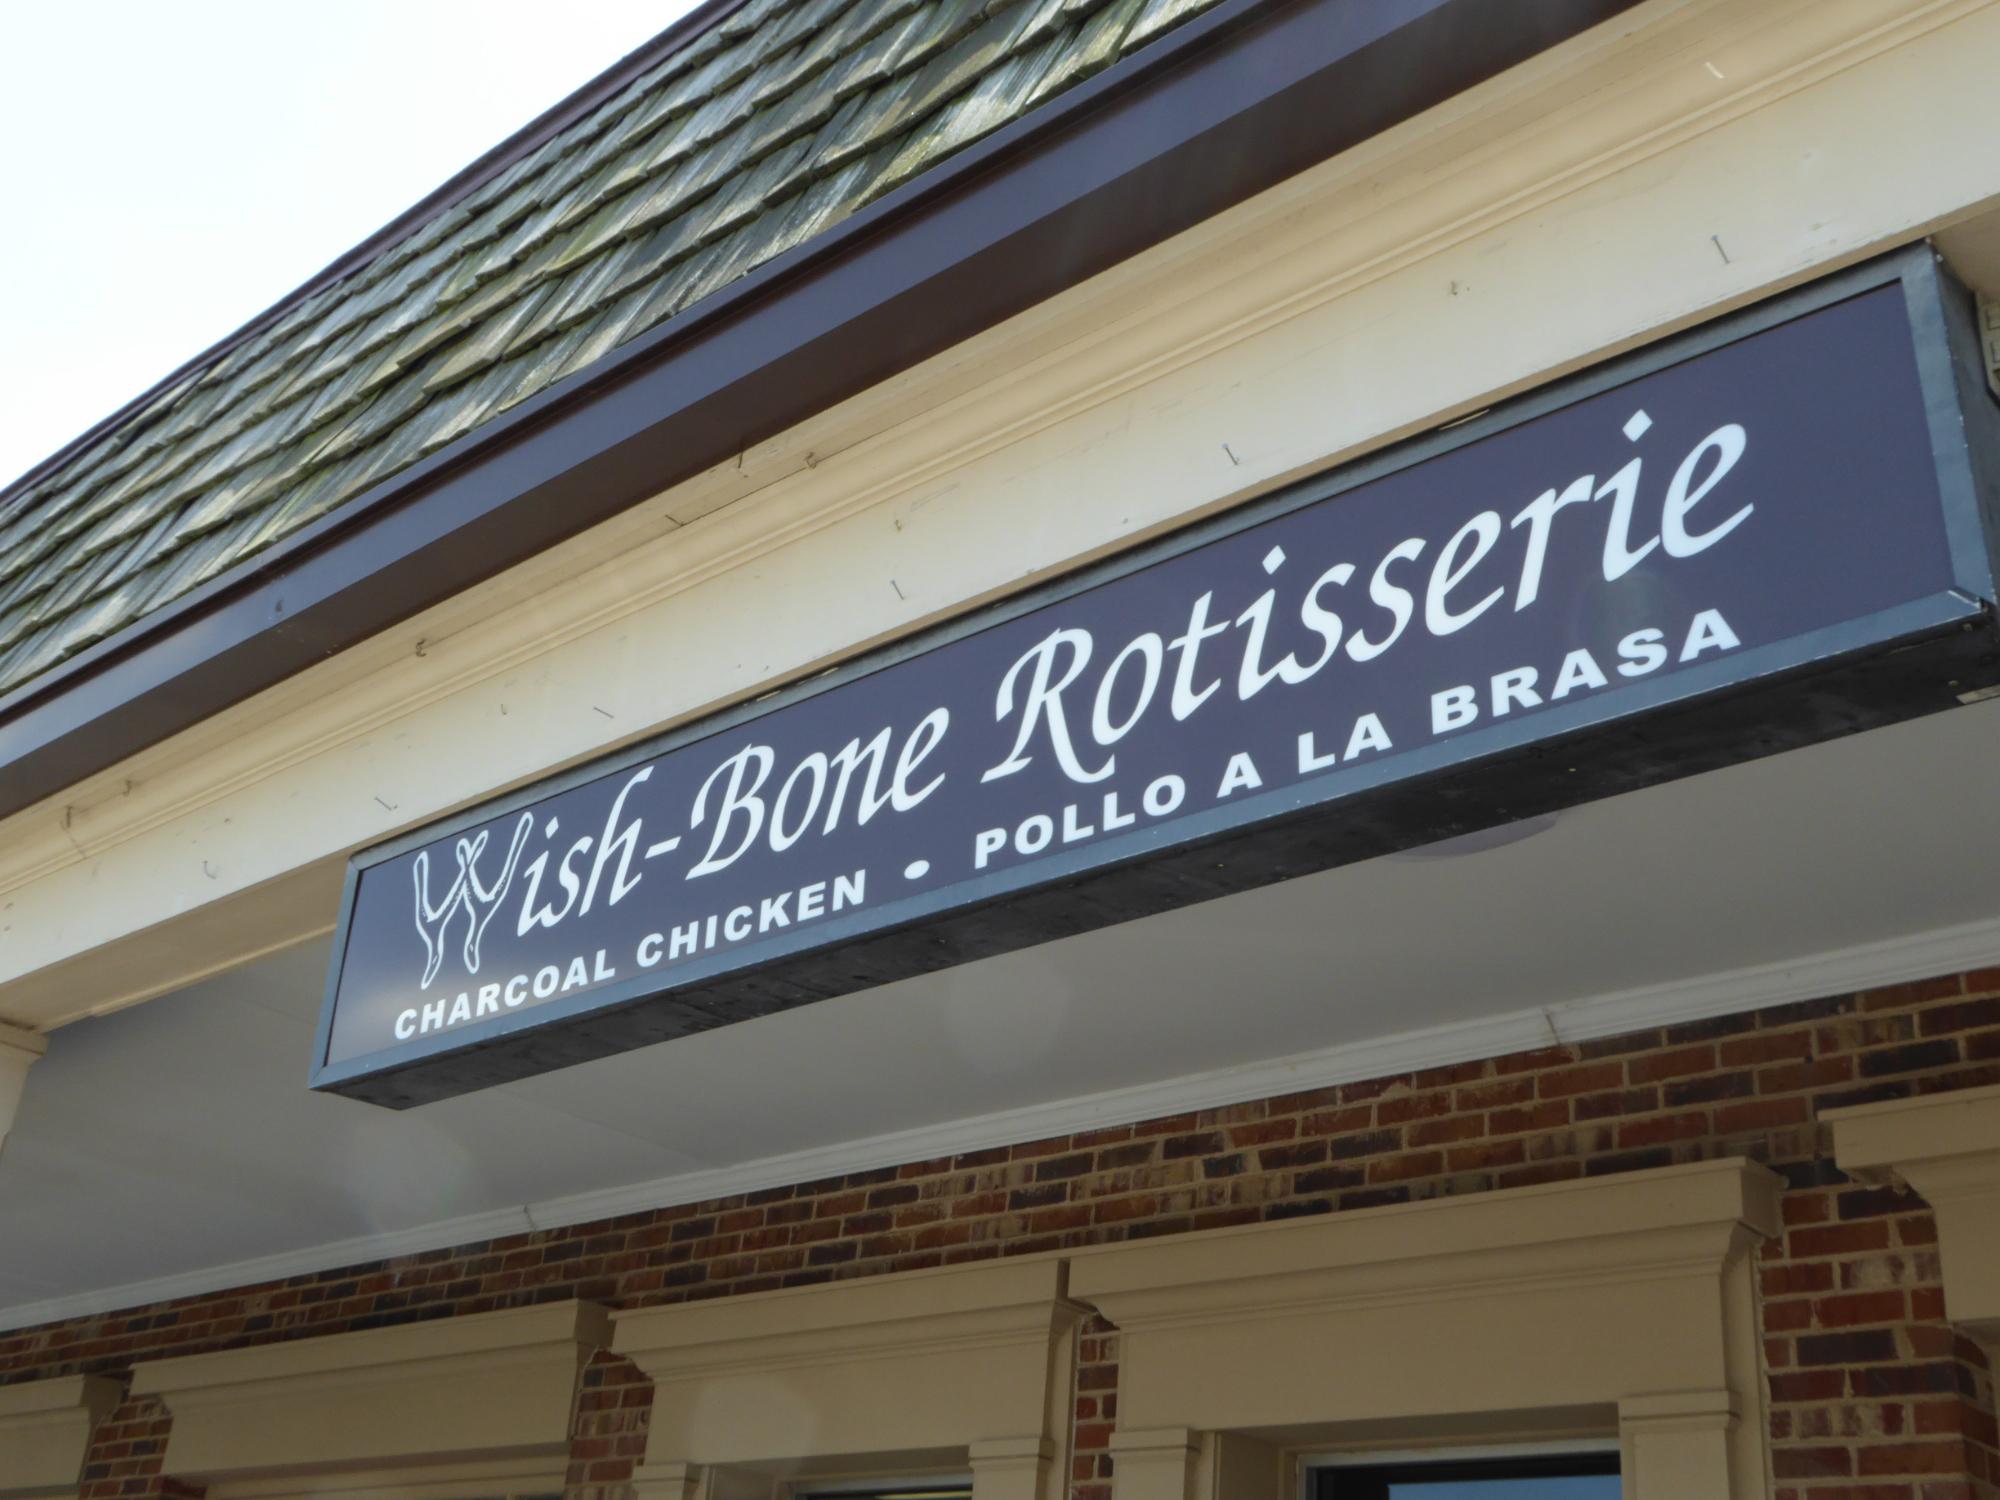 Wish-Bone Rotisserie
CHARCOAL CHICKEN • POLLO A LA BRASA